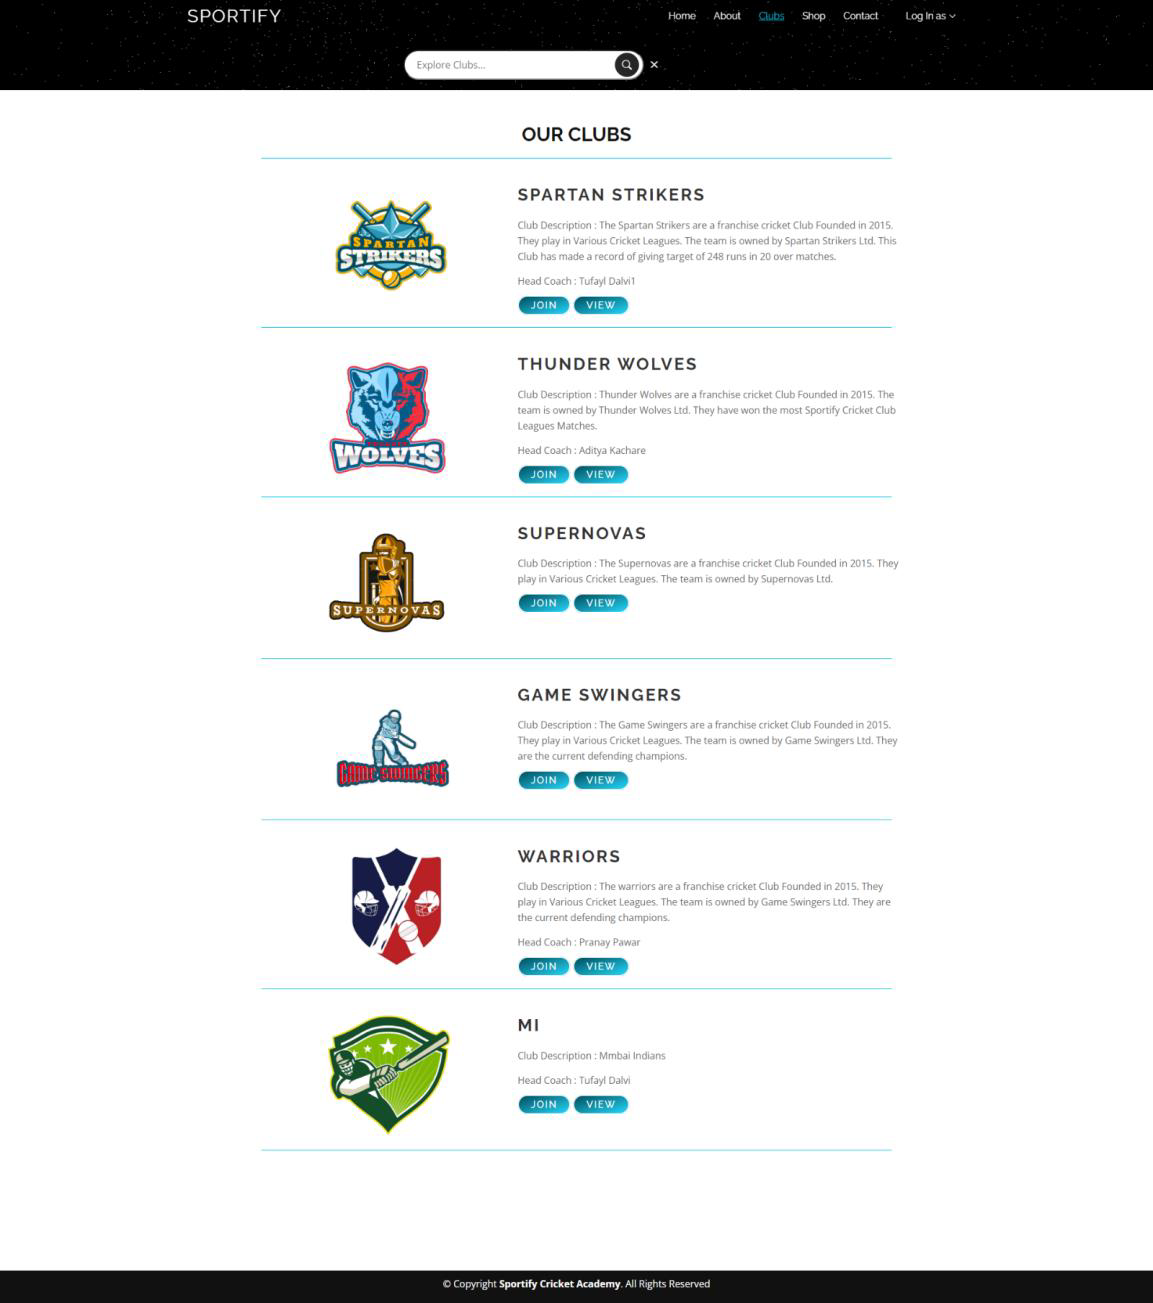 SPORTIFY
Home About Clubs Shop Contact Log In as
Explore Clubs...
OUR CLUBS
SPARTAN
STRIKERS
SPARTAN STRIKERS
Club Description : The Spartan Strikers are a franchise cricket Club Founded in 2015.
They play in Various Cricket Leagues. The team is owned by Spartan Strikers Ltd. This
Club has made a record of giving target of 248 runs in 20 over matches.
Head Coach : Tufayl Dalvi1
JOIN VIEW
WOLVES
THUNDER WOLVES
Club Description : Thunder Wolves are a franchise cricket Club Founded in 2015. The
team is owned by Thunder Wolves Ltd. They have won the most Sportify Cricket Club
Leagues Matches.
Head Coach : Aditya Kachare
JOIN VIEW
SUPERNOVAS
SUPERNOVAS
Club Description : The Supernovas are a franchise cricket Club Founded in 2015. They
play in Various Cricket Leagues. The team is owned by Supernovas Ltd.
JOIN VIEW
GAME SWINGERS
GAME SWINGERS
Club Description : The Game Swingers are a franchise cricket Club Founded in 2015.
They play in Various Cricket Leagues. The team is owned by Game Swingers Ltd. They
are the current defending champions.
JOIN VIEW
WARRIORS
Club Description : The warriors are a franchise cricket Club Founded in 2015. They
play in Various Cricket Leagues. The team is owned by Game Swingers Ltd. They are
the current defending champions.
Head Coach : Pranay Pawar
JOIN VIEW
MI
Club Description : Mmbai Indians
Head Coach : Tufayl Dalvi
JOIN VIEW
© Copyright Sportify Cricket Academy. All Rights Reserved